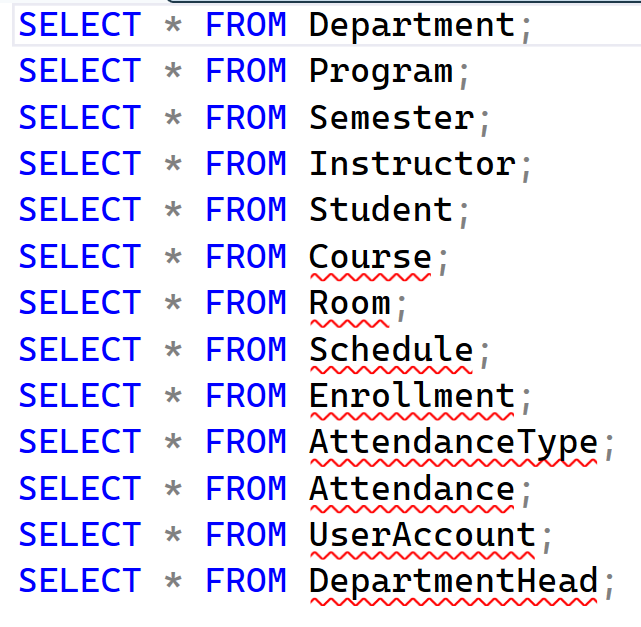 SELECT * FROM Department;
SELECT * FROM Program;
SELECT * FROM Semester;
SELECT * FROM Instructor;
SELECT * FROM Student;
SELECT * FROM Course;
SELECT * FROM Room;
SELECT * FROM Schedule;
SELECT * FROM Enrollment;
SELECT * FROM AttendanceType;
SELECT * FROM Attendance;
SELECT * FROM UserAccount;
SELECT * FROM DepartmentHead;